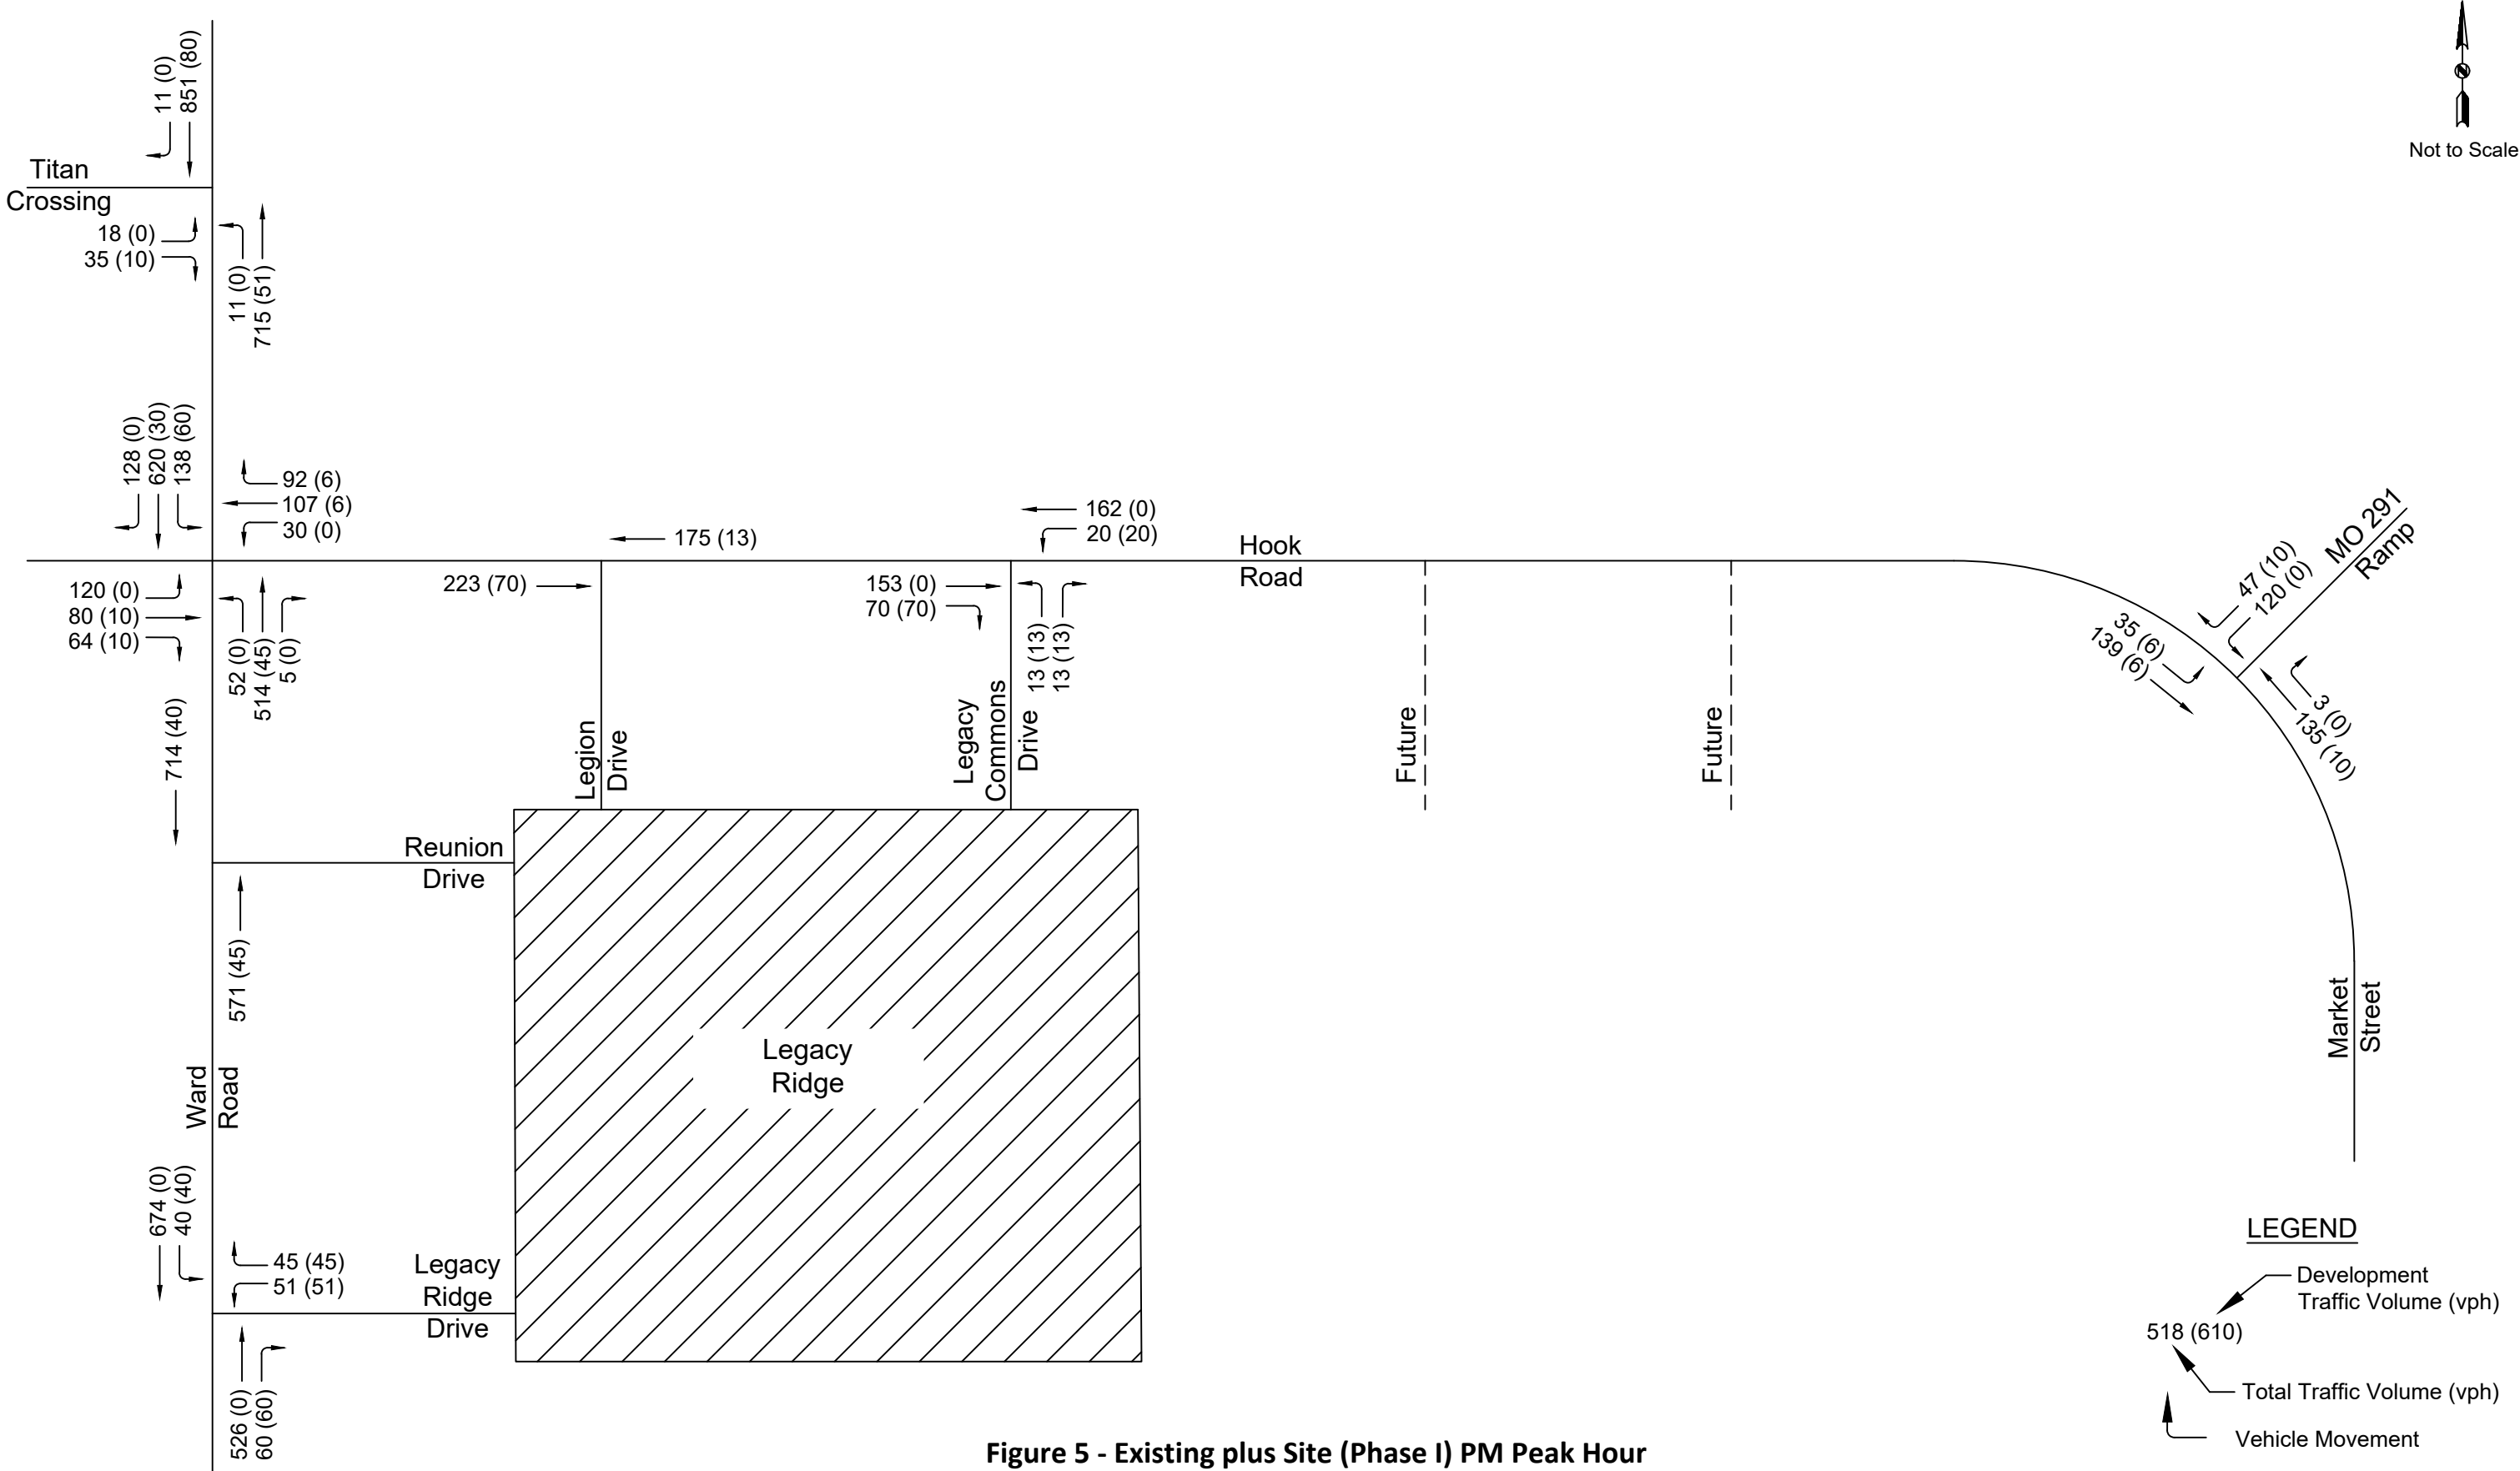 Not to Scale
11 (0)
851 (80)
Titan
Crossing
18 (0)
35 (10)
11 (0)
715 (51)
128 (0)
620 (30)
138 (60)
92 (6)
107 (6)
30 (0)
120 (0)
80 (10)
64 (10)
52 (0)
514 (45)
5 (0)
175 (13)
223 (70)
162 (0)
20 (20)
153 (0)
70 (70)
13 (13)
13 (13)
Hook
Road
MO 291
Ramp
47 (10)
120 (0)
35 (6)
139 (6)
3 (0)
135 (10)
714 (40)
Legion
Drive
Legacy
Commons
Drive
Future
Future
Reunion
Drive
571 (45)
Market
Street
Legacy
Ridge
Ward
Road
674 (0)
40 (40)
45 (45)
51 (51)
Legacy
Ridge
Drive
526 (0)
60 (60)
LEGEND
Development
Traffic Volume (vph)
518 (610)
Total Traffic Volume (vph)
Vehicle Movement
Figure 5 - Existing plus Site (Phase I) PM Peak Hour